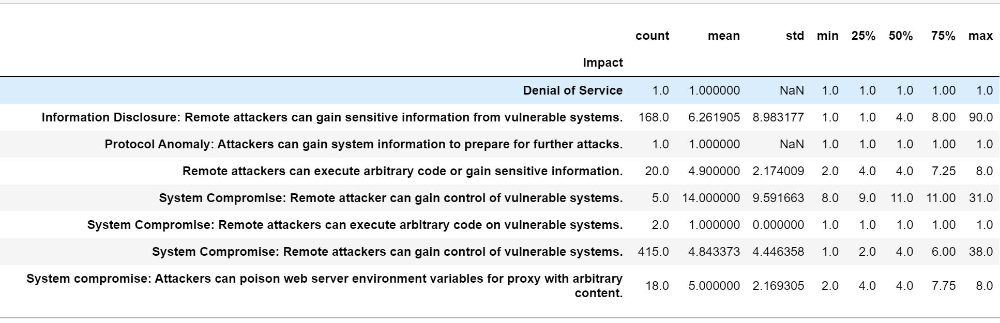 count mean std min 25% 50% 75% max
Impact
Denial of Service 1.0 1.000000 NaN 1.0 1.0 1.0 1.00 1.0
Information Disclosure: Remote attackers can gain sensitive information from vulnerable systems. 168.0 6.261905 8.983177 1.0 1.0 4.0 8.00 90.0
Protocol Anomaly: Attackers can gain system information to prepare for further attacks. 1.0 1.000000 NaN 1.0 1.0 1.0 1.00 1.0
Remote attackers can execute arbitrary code or gain sensitive information. 20.0 4.900000 2.174009 2.0 4.0 4.0 7.25 8.0
System Compromise: Remote attacker can gain control of vulnerable systems. 5.0 14.000000 9.591663 8.0 9.0 11.0 11.00 31.0
System Compromise: Remote attackers can execute arbitrary code on vulnerable systems. 2.0 1.000000 0.000000 1.0 1.0 1.0 1.00 1.0
System Compromise: Remote attackers can gain control of vulnerable systems. 415.0 4.843373 4.446358 1.0 2.0 4.0 6.00 38.0
System compromise: Attackers can poison web server environment variables for proxy with arbitrary
content. 18.0 5.000000 2.169305 2.0 4.0 4.0 7.75 8.0